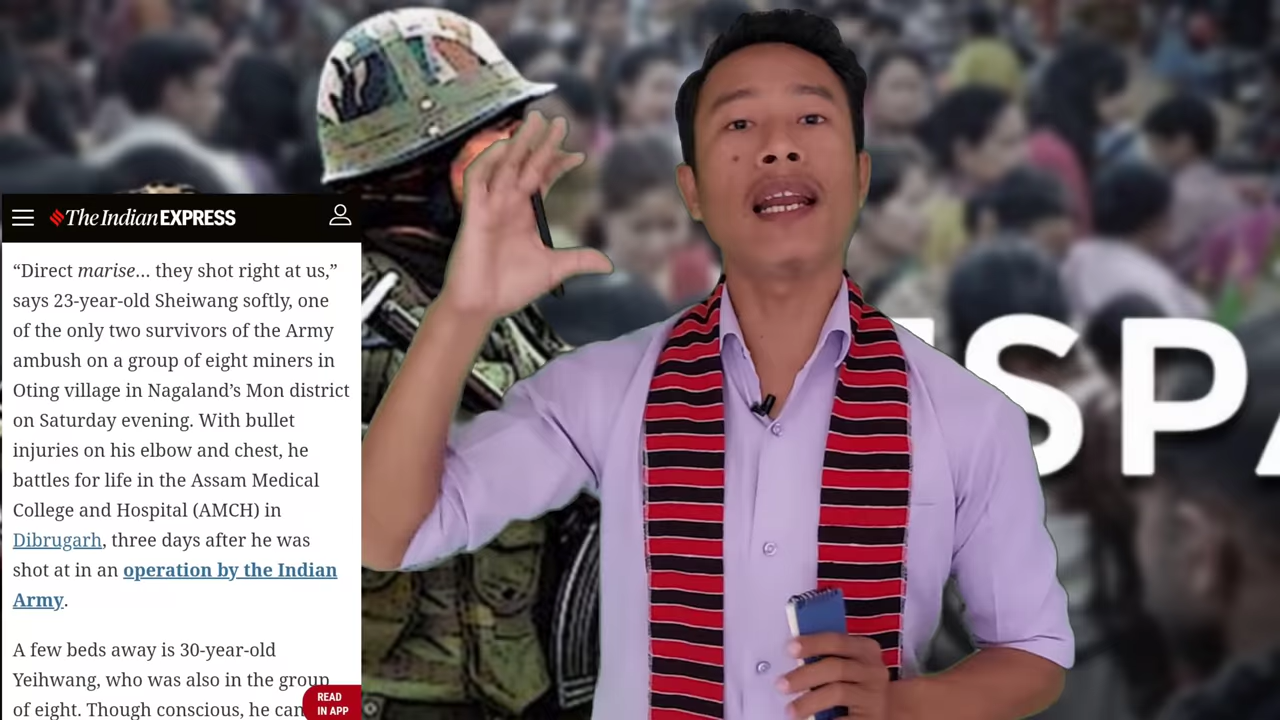 The Indian EXPRESS
“Direct marise... they shot right at us,”
says 23-year-old Sheiwang softly, one
of the only two survivors of the Army
ambush on a group of eight miners in
Oting village in Nagaland’s Mon district
on Saturday evening. With bullet
injuries on his elbow and chest, he
battles for life in the Assam Medical
College and Hospital (AMCH) in
Dibrugarh, three days after he was
shot at in an operation by the Indian
Army.
A few beds away is 30-year-old
Yeihwang, who was also in the group
of eight. Though conscious, he can
READ
IN APP